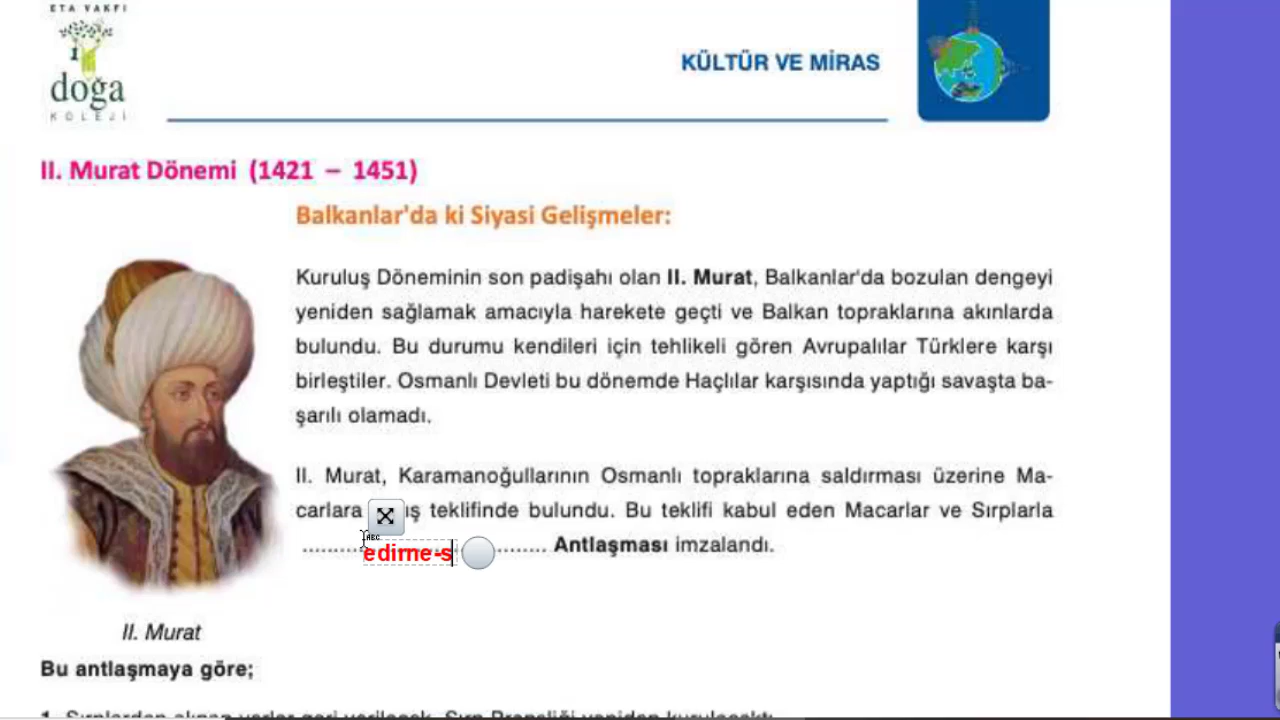 ETA VAKFI
doğa
KOLEJİ
KÜLTÜR VE MİRAS
II. Murat Dönemi (1421 – 1451)
Balkanlar'da ki Siyasi Gelişmeler:
Kuruluş Döneminin son padişahı olan II. Murat, Balkanlar'da bozulan dengeyi
yeniden sağlamak amacıyla harekete geçti ve Balkan topraklarına akınlarda
bulundu. Bu durumu kendileri için tehlikeli gören Avrupalılar Türklere karşı
birleştiler. Osmanlı Devleti bu dönemde Haçlılar karşısında yaptığı savaşta ba-
şarılı olamadı.
II. Murat, Karamanoğullarının Osmanlı topraklarına saldırması üzerine Ma-
carlara teklifinde bulundu. Bu teklifi kabul eden Macarlar ve Sırplarla
........... edirne-s ......... Antlaşması imzalandı.
II. Murat
Bu antlaşmaya göre;